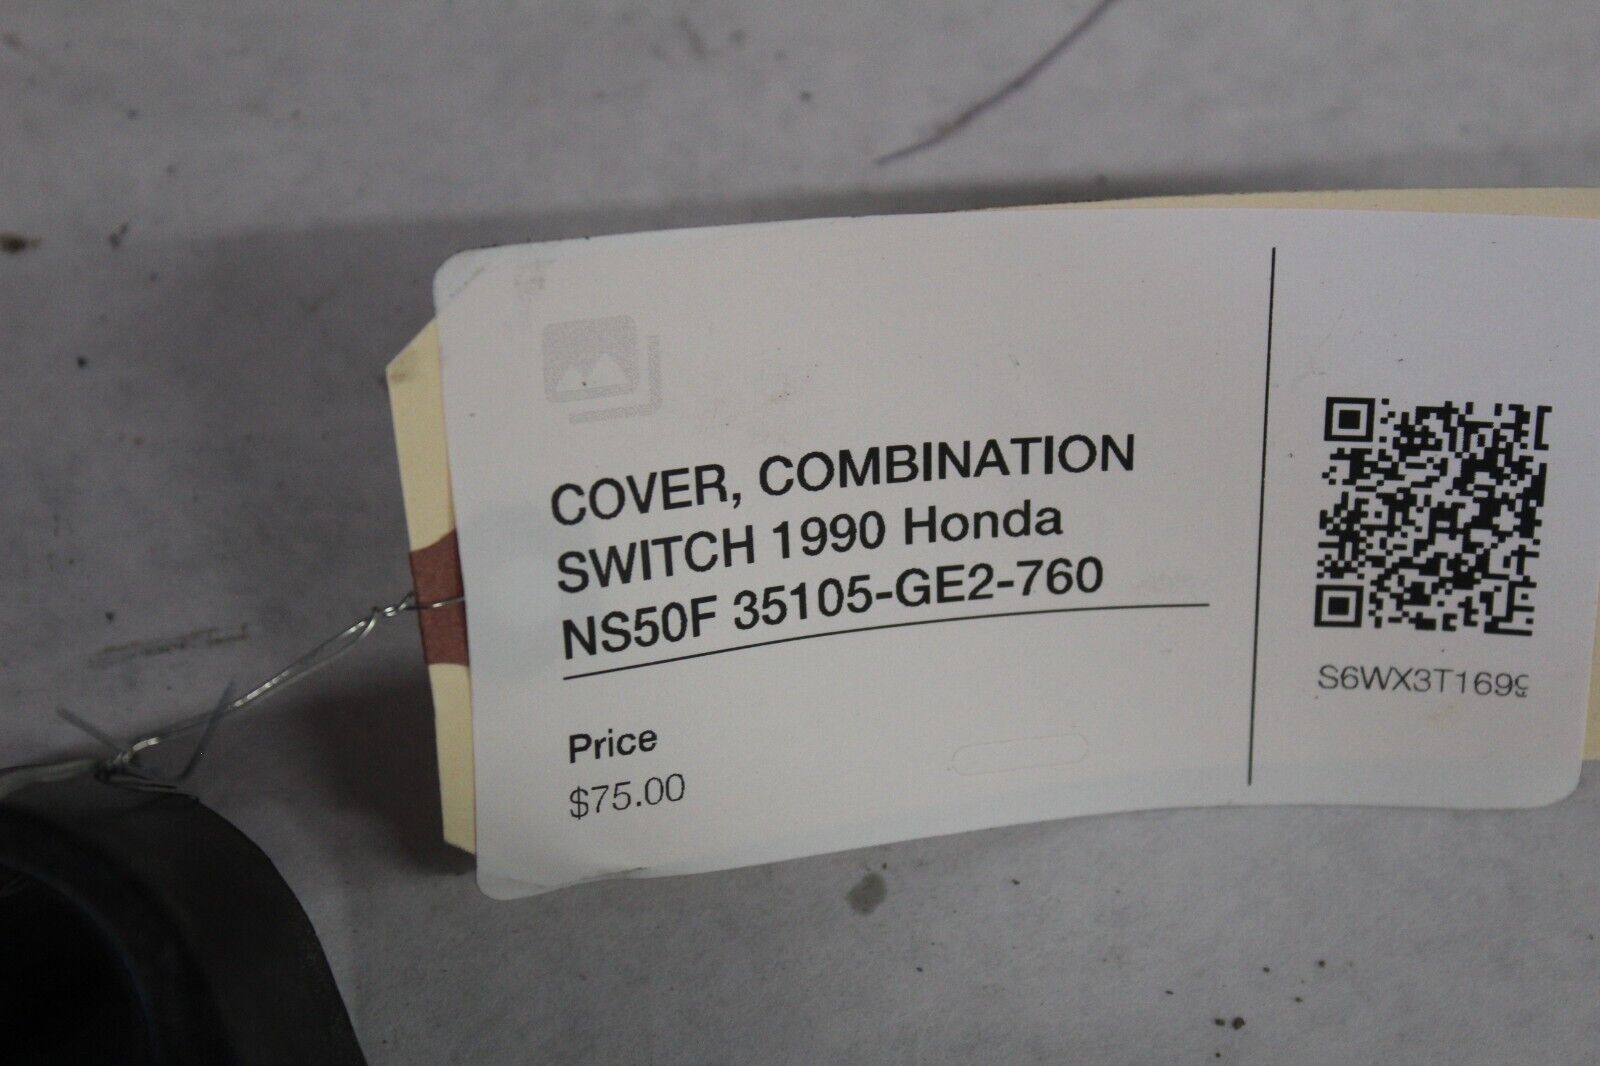 COVER, COMBINATION
SWITCH 1990 Honda
NS50F 35105-GE2-760
Price
$75.00